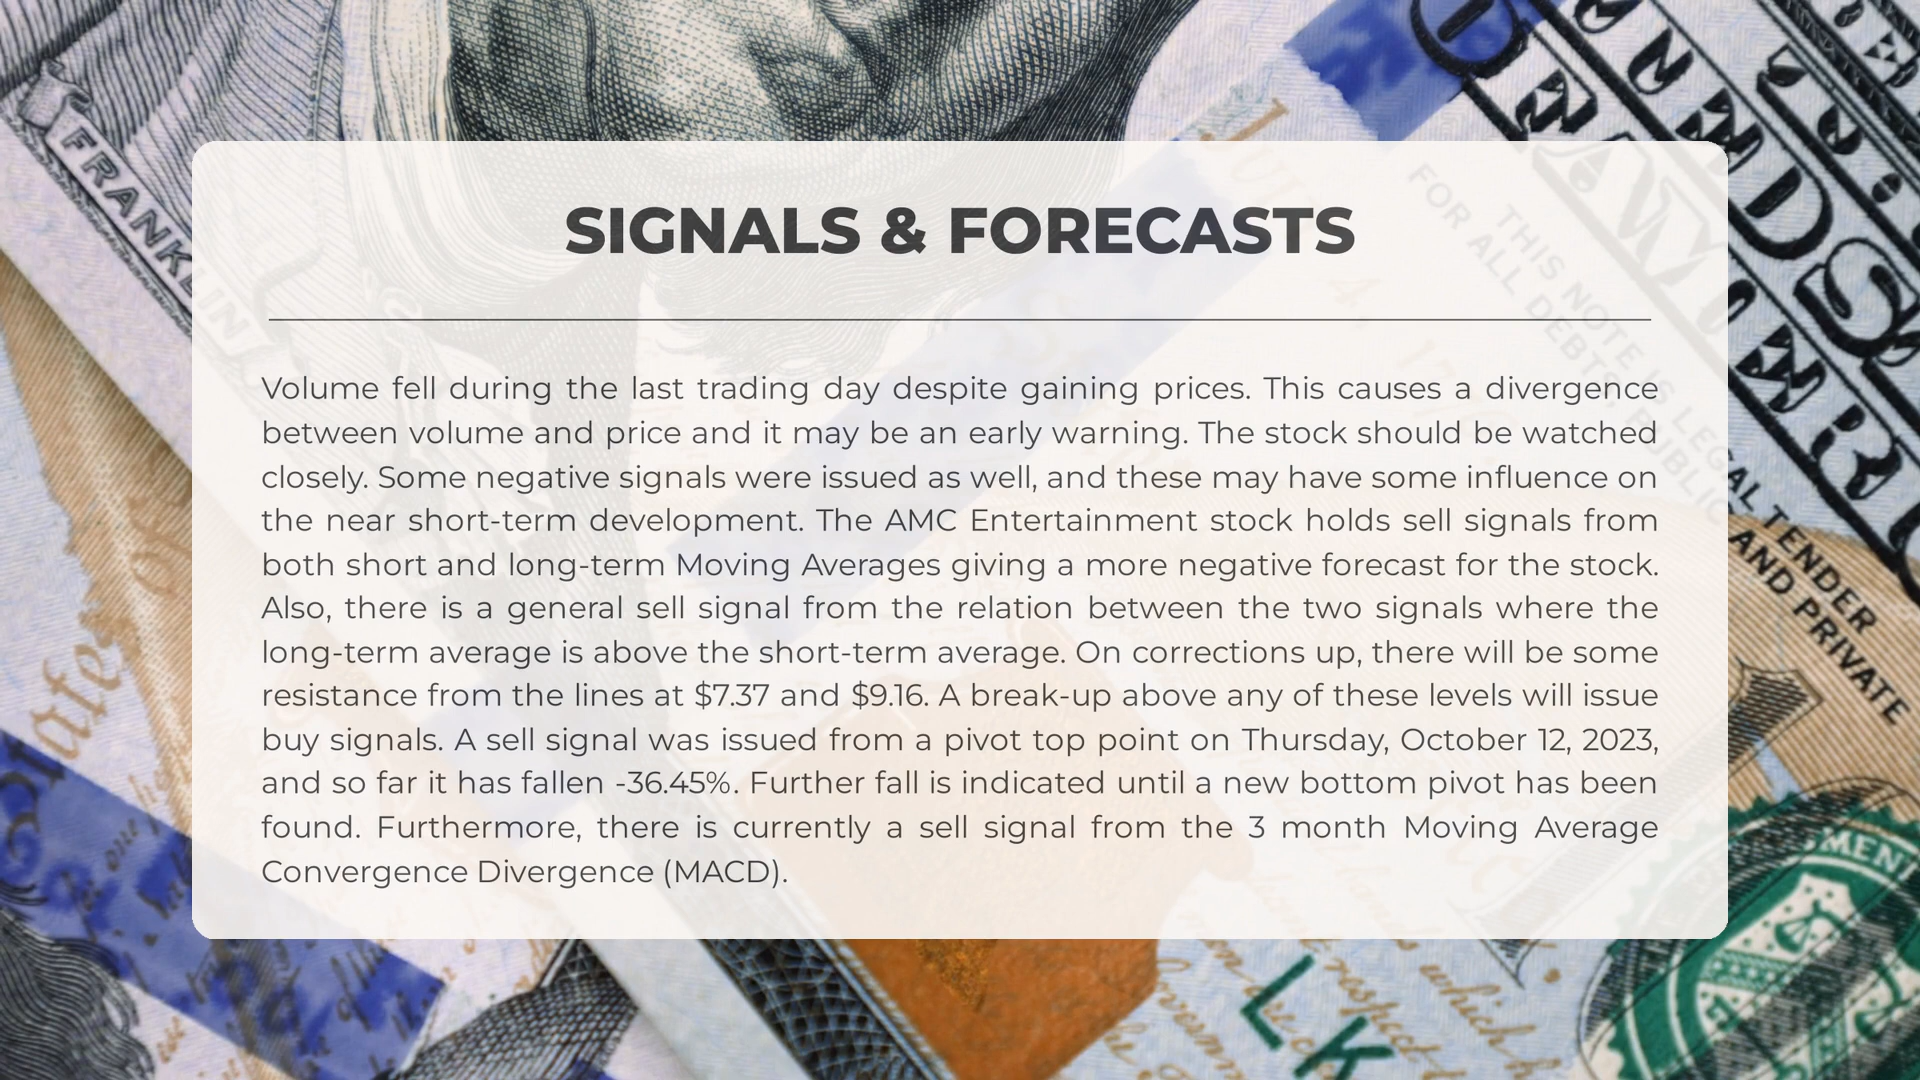 SIGNALS & FORECASTS
Volume fell during the last trading day despite gaining prices. This causes a divergence
between volume and price and it may be an early warning. The stock should be watched
closely. Some negative signals were issued as well, and these may have some influence on
the near short-term development. The AMC Entertainment stock holds sell signals from
both short and long-term Moving Averages giving a more negative forecast for the stock.
Also, there is a general sell signal from the relation between the two signals where the
long-term average is above the short-term average. On corrections up, there will be some
resistance from the lines at $7.37 and $9.16. A break-up above any of these levels will issue
buy signals. A sell signal was issued from a pivot top point on Thursday, October 12, 2023,
and so far it has fallen -36.45%. Further fall is indicated until a new bottom pivot has been
found. Furthermore, there is currently a sell signal from the 3 month Moving Average
Convergence Divergence (MACD).
FRANKLIN
THIS NOTE IS LEGAL TENDER
FOR ALL DEBTS, PUBLIC AND PRIVATE